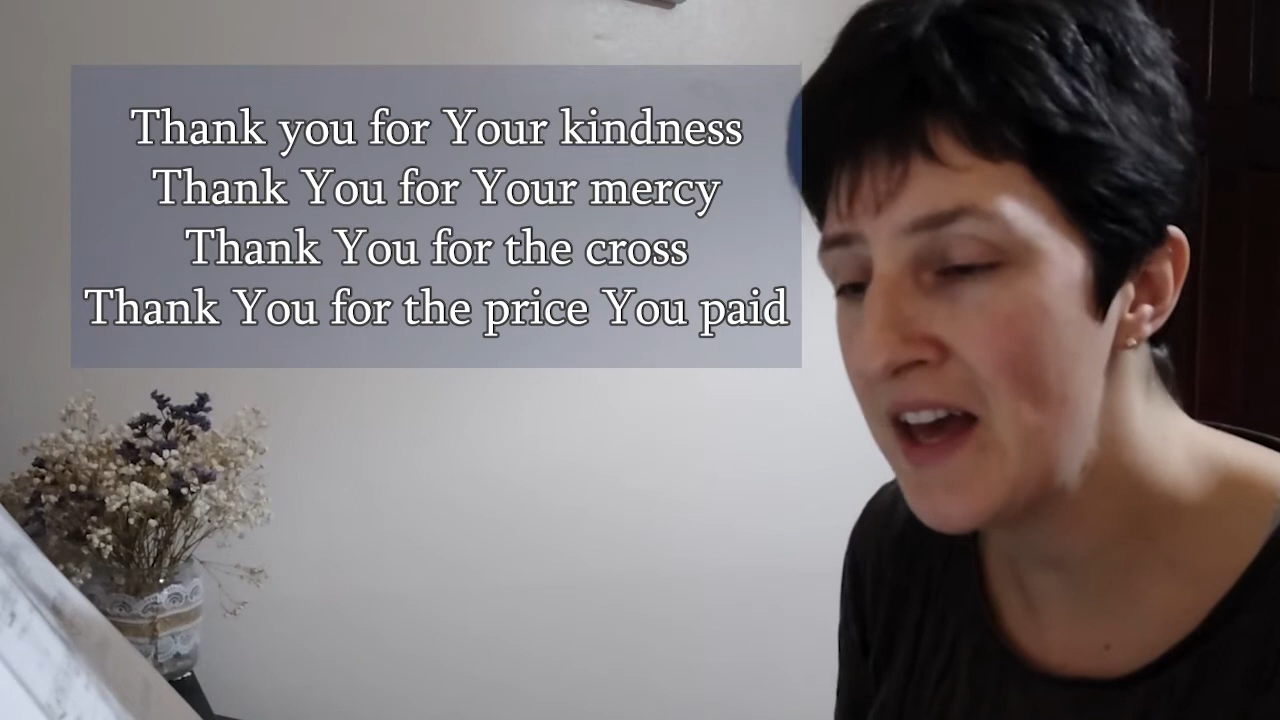 Thank you for Your kindness
Thank You for Your mercy
Thank You for the cross
Thank You for the price You paid